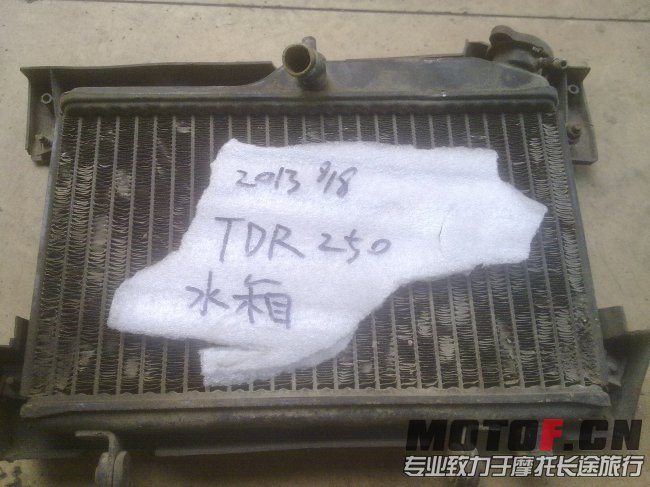 2013 8/18
TDR 250
水箱
MOTOF.CN
专业致力于摩托长途旅行